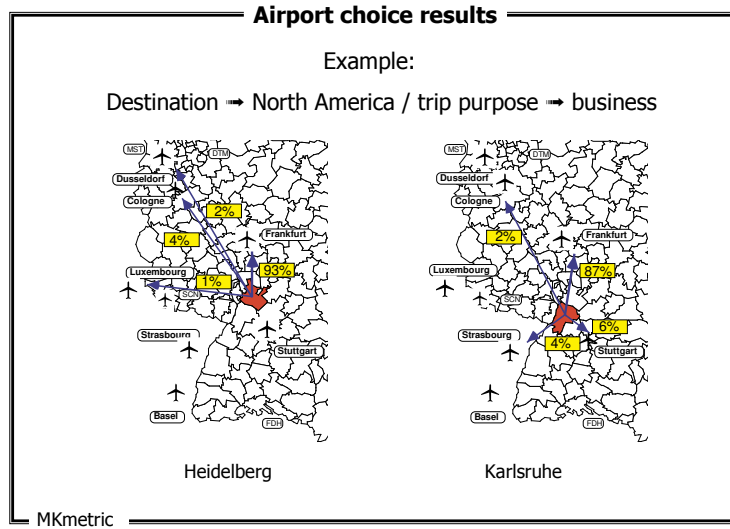 Airport choice results
Example:
Destination ➟ North America / trip purpose ➟ business
MST
DTM
Dusseldorf
Cologne
2%
4%
Frankfurt
93%
Luxembourg
1%
SCN
Strasbourg
Stuttgart
Basel
FDH
Heidelberg
MST
DTM
Dusseldorf
Cologne
2%
Frankfurt
87%
Luxembourg
SCN
6%
Strasbourg
4%
Stuttgart
Basel
FDH
Karlsruhe
MKmetric